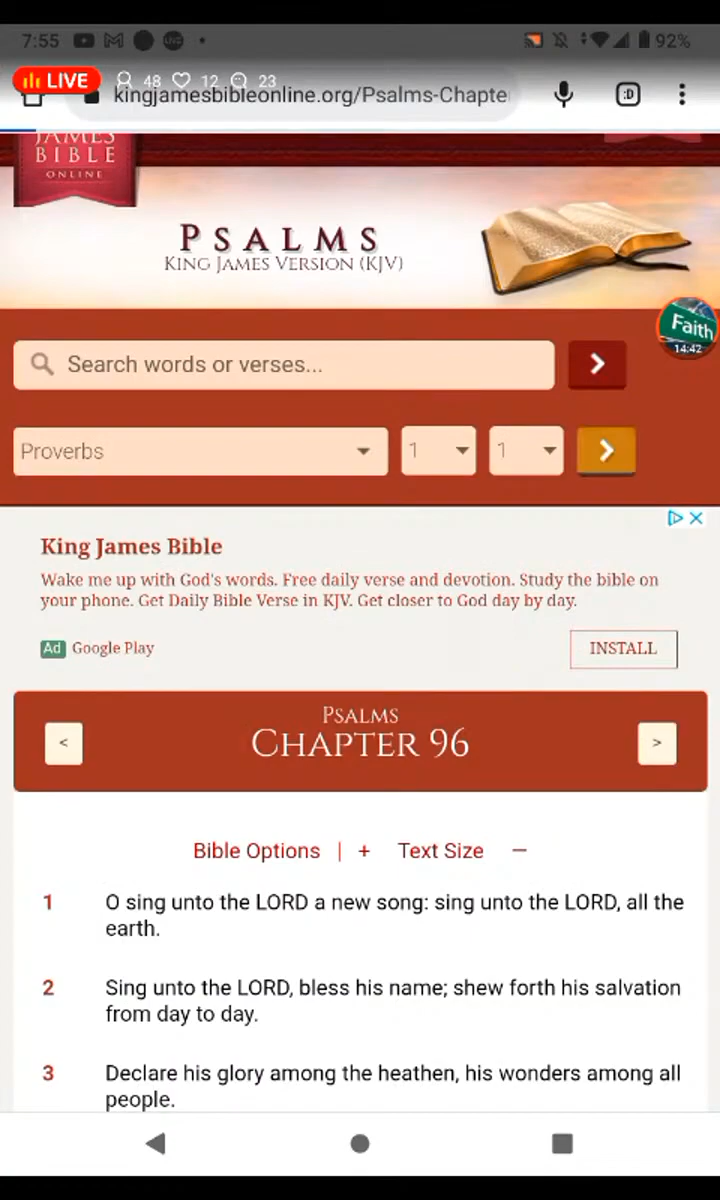 7:55
92%
LIVE 48 12 23
kingjamesbibleonline.org/Psalms-Chapte
:D
JAMES
BIBLE
ONLINE
PSALMS
KING JAMES VERSION (KJV)
Faith
14:42
Search words or verses...
Proverbs 1 1
King James Bible
Wake me up with God's words. Free daily verse and devotion. Study the bible on
your phone. Get Daily Bible Verse in KJV. Get closer to God day by day.
Ad Google Play
INSTALL
PSALMS
< CHAPTER 96 >
Bible Options | + Text Size −
1 O sing unto the LORD a new song: sing unto the LORD, all the
earth.
2 Sing unto the LORD, bless his name; shew forth his salvation
from day to day.
3 Declare his glory among the heathen, his wonders among all
people.